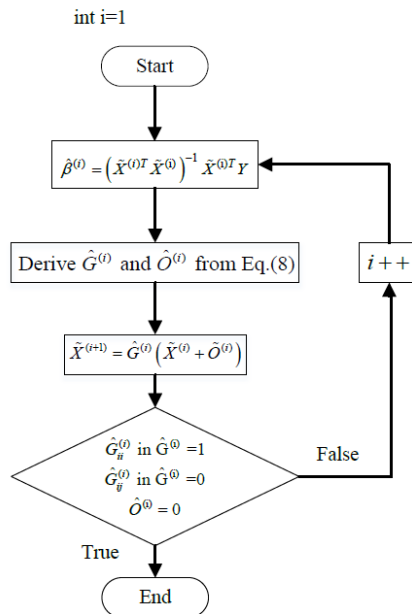 int i=1
Start
β̂^(i) = (X̃^(i)T X̃^(i))^−1 X̃^(i)T Y
Derive Ĝ^(i) and Ô^(i) from Eq.(8)
i++
X̃^(i+1) = Ĝ^(i) (X̃^(i) + Õ^(i))
Ĝ_ii^(i) in Ĝ^(i) =1
Ĝ_ij^(i) in Ĝ^(i) =0
Ô^(i) = 0
False
True
End